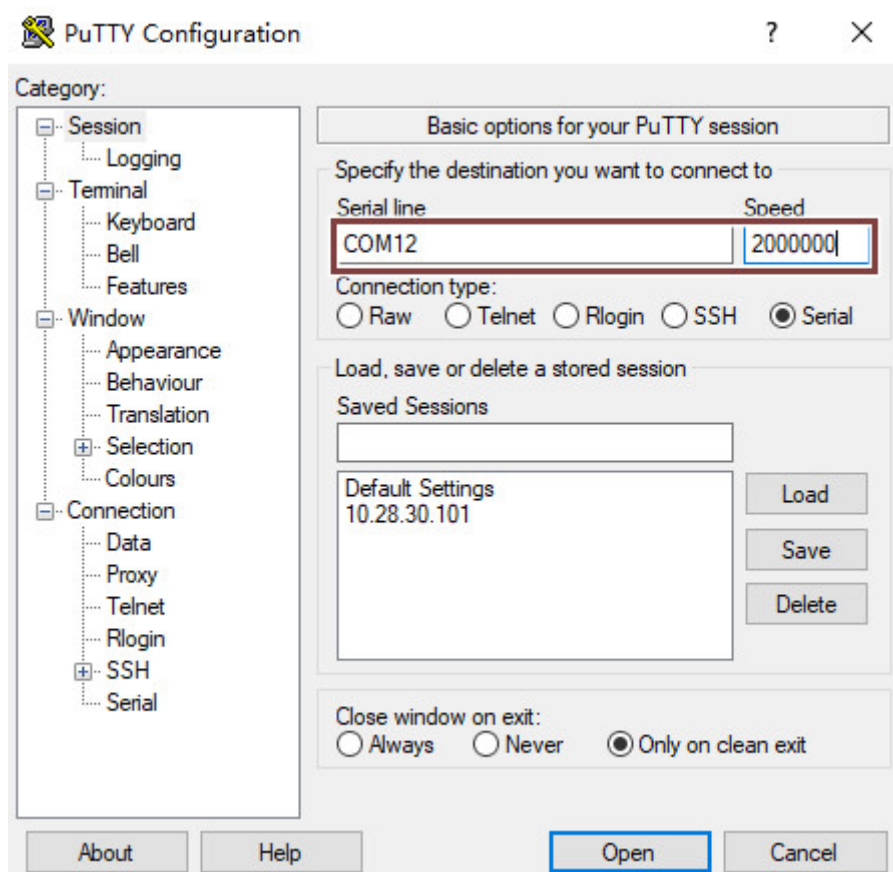 PuTTY Configuration
?
Category:
Session
Logging
Terminal
Keyboard
Bell
Features
Window
Appearance
Behaviour
Translation
Selection
Colours
Connection
Data
Proxy
Telnet
Rlogin
SSH
Serial
Basic options for your PuTTY session
Specify the destination you want to connect to
Serial line Speed
COM12 2000000
Connection type:
Raw Telnet Rlogin SSH Serial
Load, save or delete a stored session
Saved Sessions
Default Settings
10.28.30.101
Load
Save
Delete
Close window on exit:
Always Never Only on clean exit
About Help Open Cancel